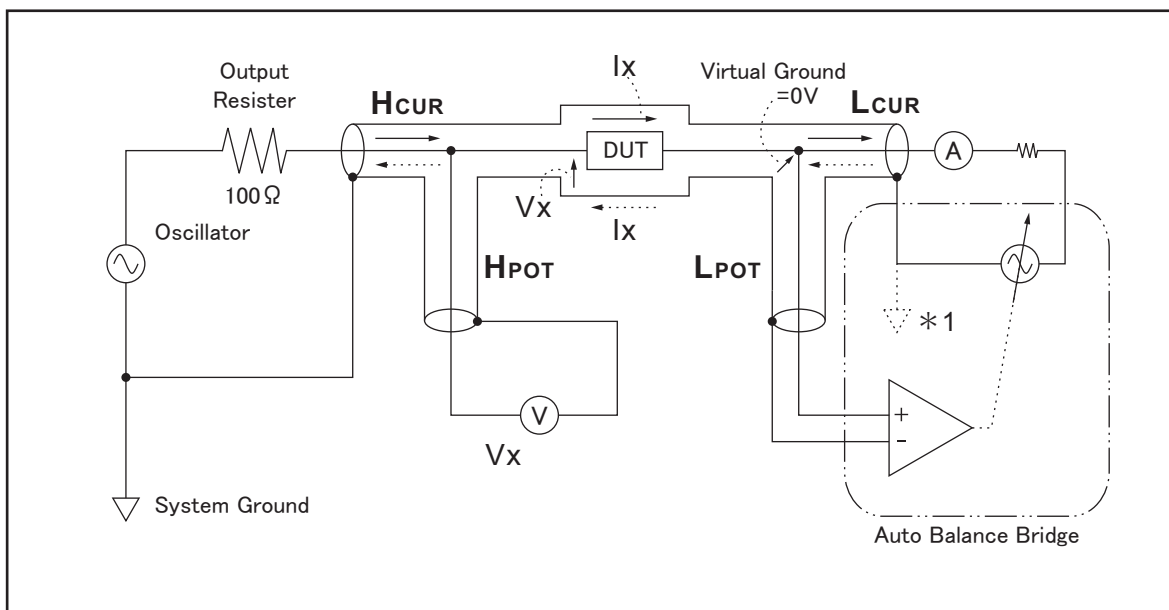 Output
Resister
100Ω
Oscillator
System Ground
HCUR
Ix
DUT
Vx
Ix
HPOT
V
Vx
Virtual Ground
=0V
LCUR
A
LPOT
*1
+
-
Auto Balance Bridge